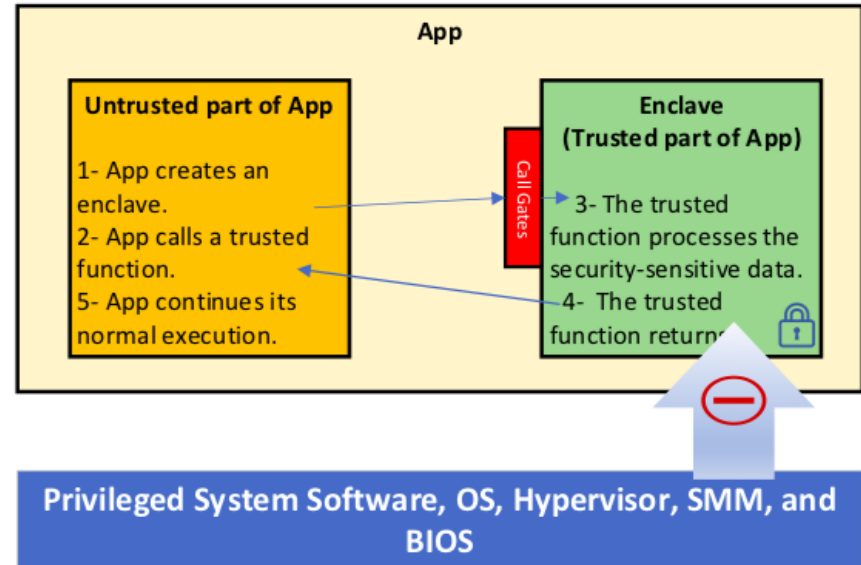 App
Untrusted part of App
1- App creates an
enclave.
2- App calls a trusted
function.
5- App continues its
normal execution.
Call Gates
Enclave
(Trusted part of App)
3- The trusted
function processes the
security-sensitive data.
4- The trusted
function returns
Privileged System Software, OS, Hypervisor, SMM, and
BIOS